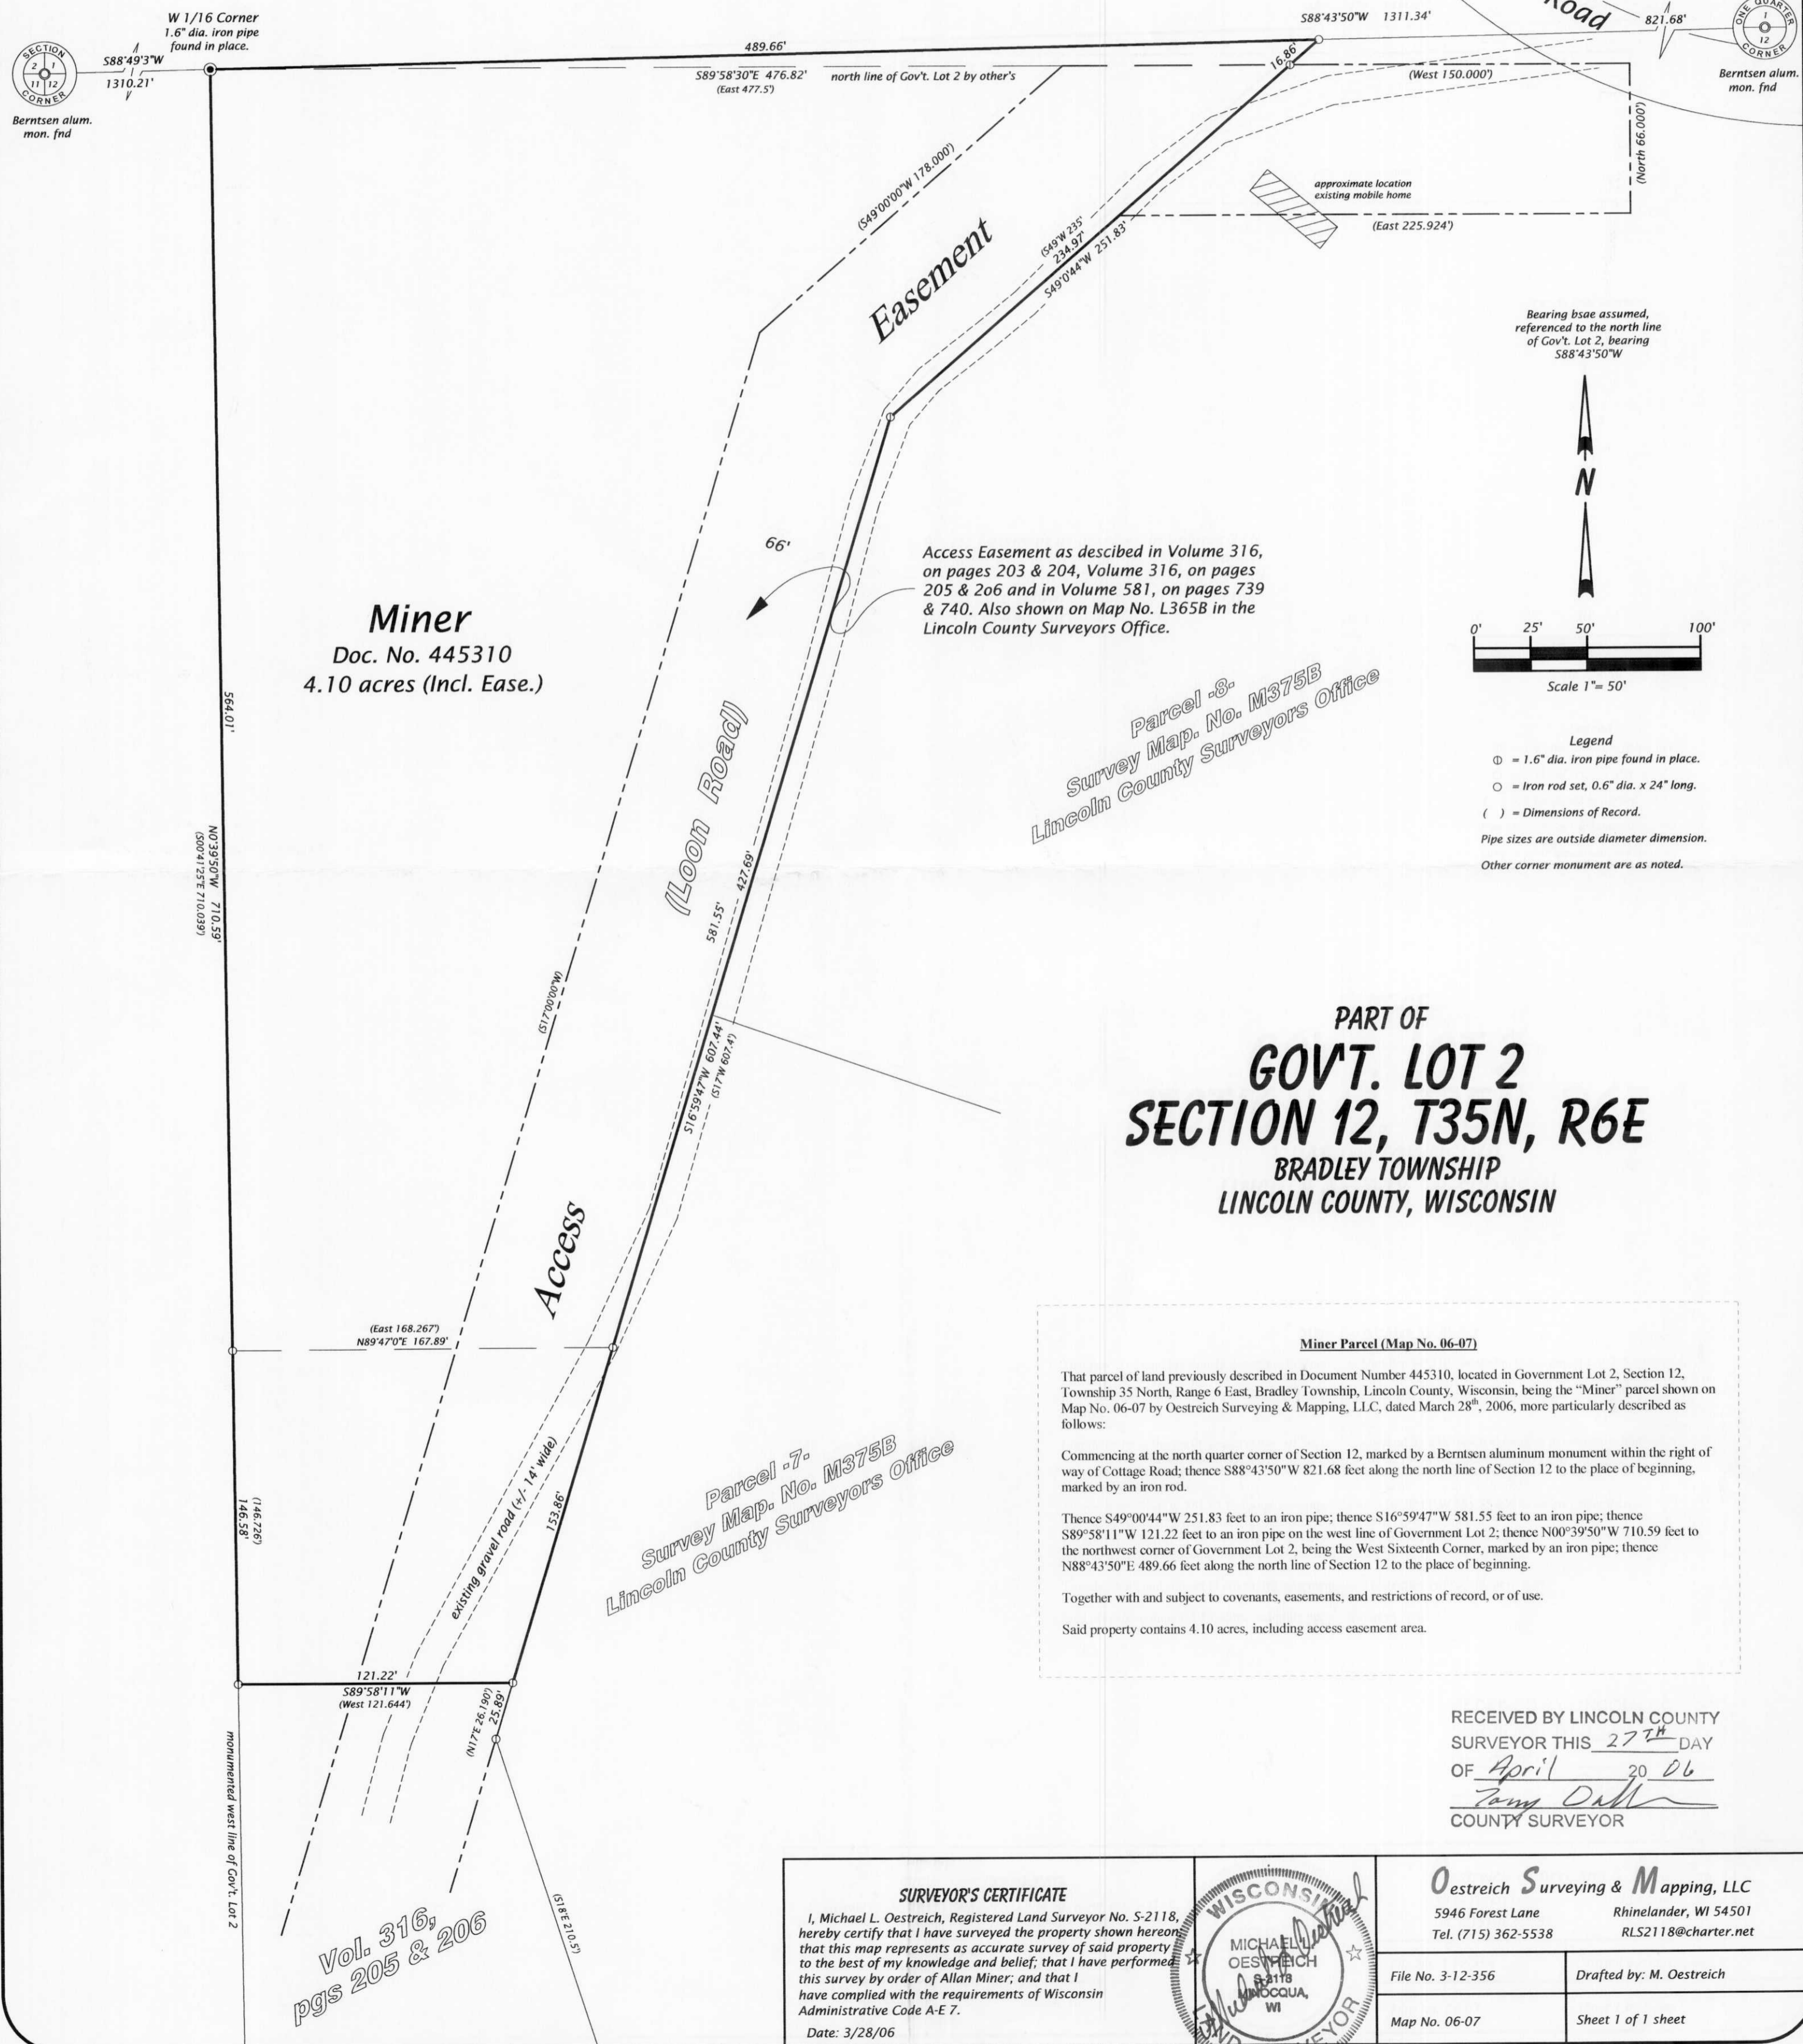 W 1/16 Corner
1.6" dia. iron pipe
found in place.
SECTION
2 1
11 12
CORNER
Berntsen alum.
mon. fnd
S88°49'3"W
1310.21'
489.66'
S89°58'30"E 476.82' north line of Gov't. Lot 2 by other's
(East 477.5')
S88°43'50"W 1311.34'
16.86'
Road
821.68'
ONE QUARTER
1
12
CORNER
Berntsen alum.
mon. fnd
(West 150.000')
(North 66.000')
approximate location
existing mobile home
(East 225.924')
(S49°00'00"W 178.000')
Easement
(S49°W 235'
234.97'
S49°0'44"W 251.83'
Bearing bsae assumed,
referenced to the north line
of Gov't. Lot 2, bearing
S88°43'50"W
N
0' 25' 50' 100'
Scale 1"= 50'
Legend
= 1.6" dia. iron pipe found in place.
= Iron rod set, 0.6" dia. x 24" long.
( ) = Dimensions of Record.
Pipe sizes are outside diameter dimension.
Other corner monument are as noted.
66'
Access Easement as descibed in Volume 316,
on pages 203 & 204, Volume 316, on pages
205 & 2o6 and in Volume 581, on pages 739
& 740. Also shown on Map No. L365B in the
Lincoln County Surveyors Office.
Miner
Doc. No. 445310
4.10 acres (Incl. Ease.)
564.01'
N0°39'50"W 710.59'
(S00°41'25"E 710.039')
Parcel -8-
Survey Map. No. M375B
Lincoln County Surveyors Office
(Loon Road)
427.69'
581.55'
(S17°00'00"W)
S16°59'47"W 607.44'
(S17°W 607.4')
PART OF
GOV'T. LOT 2
SECTION 12, T35N, R6E
BRADLEY TOWNSHIP
LINCOLN COUNTY, WISCONSIN
Access
(East 168.267')
N89°47'0"E 167.89'
Miner Parcel (Map No. 06-07)
That parcel of land previously described in Document Number 445310, located in Government Lot 2, Section 12,
Township 35 North, Range 6 East, Bradley Township, Lincoln County, Wisconsin, being the “Miner” parcel shown on
Map No. 06-07 by Oestreich Surveying & Mapping, LLC, dated March 28th, 2006, more particularly described as
follows:
Commencing at the north quarter corner of Section 12, marked by a Berntsen aluminum monument within the right of
way of Cottage Road; thence S88°43'50"W 821.68 feet along the north line of Section 12 to the place of beginning,
marked by an iron rod.
Thence S49°00'44"W 251.83 feet to an iron pipe; thence S16°59'47"W 581.55 feet to an iron pipe; thence
S89°58'11"W 121.22 feet to an iron pipe on the west line of Government Lot 2; thence N00°39'50"W 710.59 feet to
the northwest corner of Government Lot 2, being the West Sixteenth Corner, marked by an iron pipe; thence
N88°43'50"E 489.66 feet along the north line of Section 12 to the place of beginning.
Together with and subject to covenants, easements, and restrictions of record, or of use.
Said property contains 4.10 acres, including access easement area.
existing gravel road (+/- 14' wide)
153.86'
Parcel -7-
Survey Map. No. M375B
Lincoln County Surveyors Office
(146.726')
146.58'
121.22'
S89°58'11"W
(West 121.644')
(N17°E 26.190')
25.89'
monumented west line of Gov't. Lot 2
(S18°E 210.5')
Vol. 316,
pgs 205 & 206
RECEIVED BY LINCOLN COUNTY
SURVEYOR THIS 27TH DAY
OF April 20 06
Tony Dall
COUNTY SURVEYOR
SURVEYOR'S CERTIFICATE
I, Michael L. Oestreich, Registered Land Surveyor No. S-2118,
hereby certify that I have surveyed the property shown hereon;
that this map represents as accurate survey of said property
to the best of my knowledge and belief; that I have performed
this survey by order of Allan Miner; and that I
have complied with the requirements of Wisconsin
Administrative Code A-E 7.
Date: 3/28/06
WISCONSIN
MICHAEL L.
OESTREICH
S-2118
MINOCQUA,
WI
Oestreich Surveying & Mapping, LLC
5946 Forest Lane Rhinelander, WI 54501
Tel. (715) 362-5538 RLS2118@charter.net
File No. 3-12-356 Drafted by: M. Oestreich
Map No. 06-07 Sheet 1 of 1 sheet